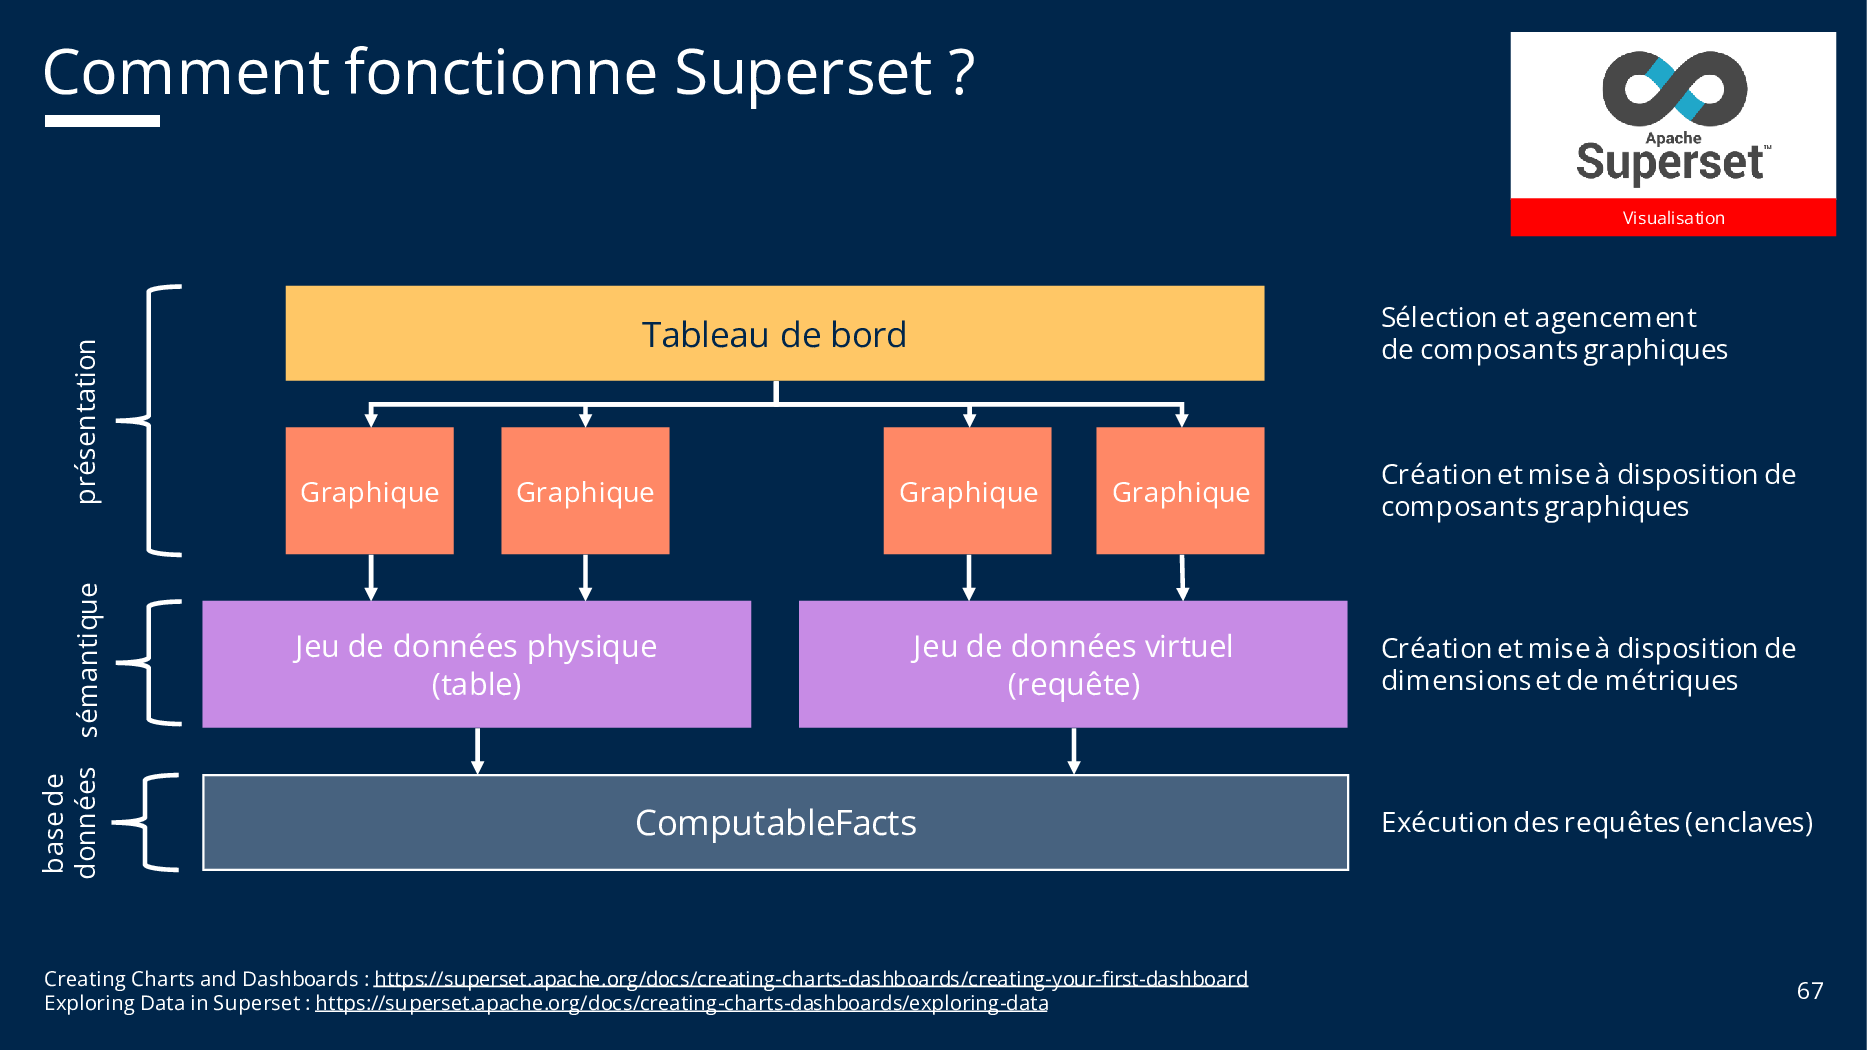 Comment fonctionne Superset ?
Apache
Superset™
Visualisation
présentation
Tableau de bord
Sélection et agencement
de composants graphiques
Graphique
Graphique
Graphique
Graphique
Création et mise à disposition de
composants graphiques
sémantique
Jeu de données physique
(table)
Jeu de données virtuel
(requête)
Création et mise à disposition de
dimensions et de métriques
base de
données
ComputableFacts
Exécution des requêtes (enclaves)
Creating Charts and Dashboards : https://superset.apache.org/docs/creating-charts-dashboards/creating-your-first-dashboard
Exploring Data in Superset : https://superset.apache.org/docs/creating-charts-dashboards/exploring-data
67